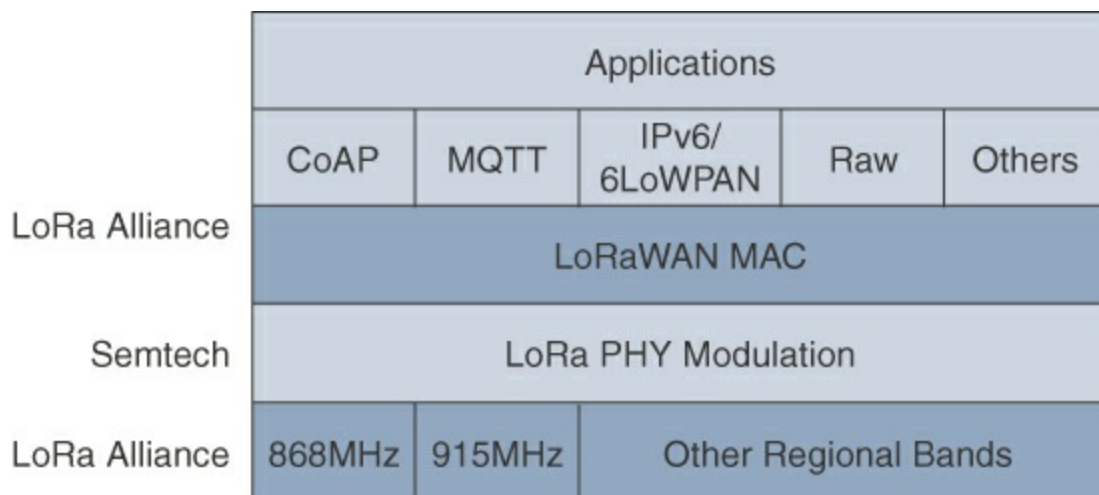 Applications
CoAP MQTT IPv6/
6LoWPAN Raw Others
LoRa Alliance
LoRaWAN MAC
Semtech LoRa PHY Modulation
LoRa Alliance 868MHz 915MHz Other Regional Bands